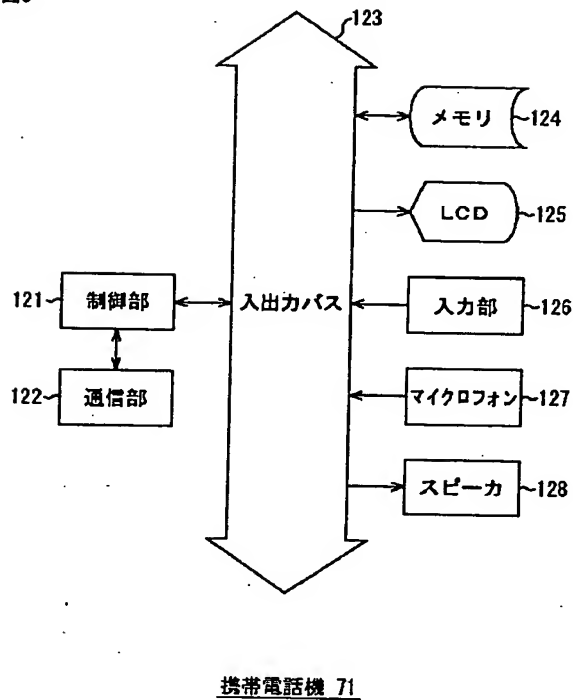 123
メモリ 124
LCD 125
121 制御部 入出力バス 入力部 126
122 通信部 マイクロフォン 127
スピーカ 128
携帯電話機 71